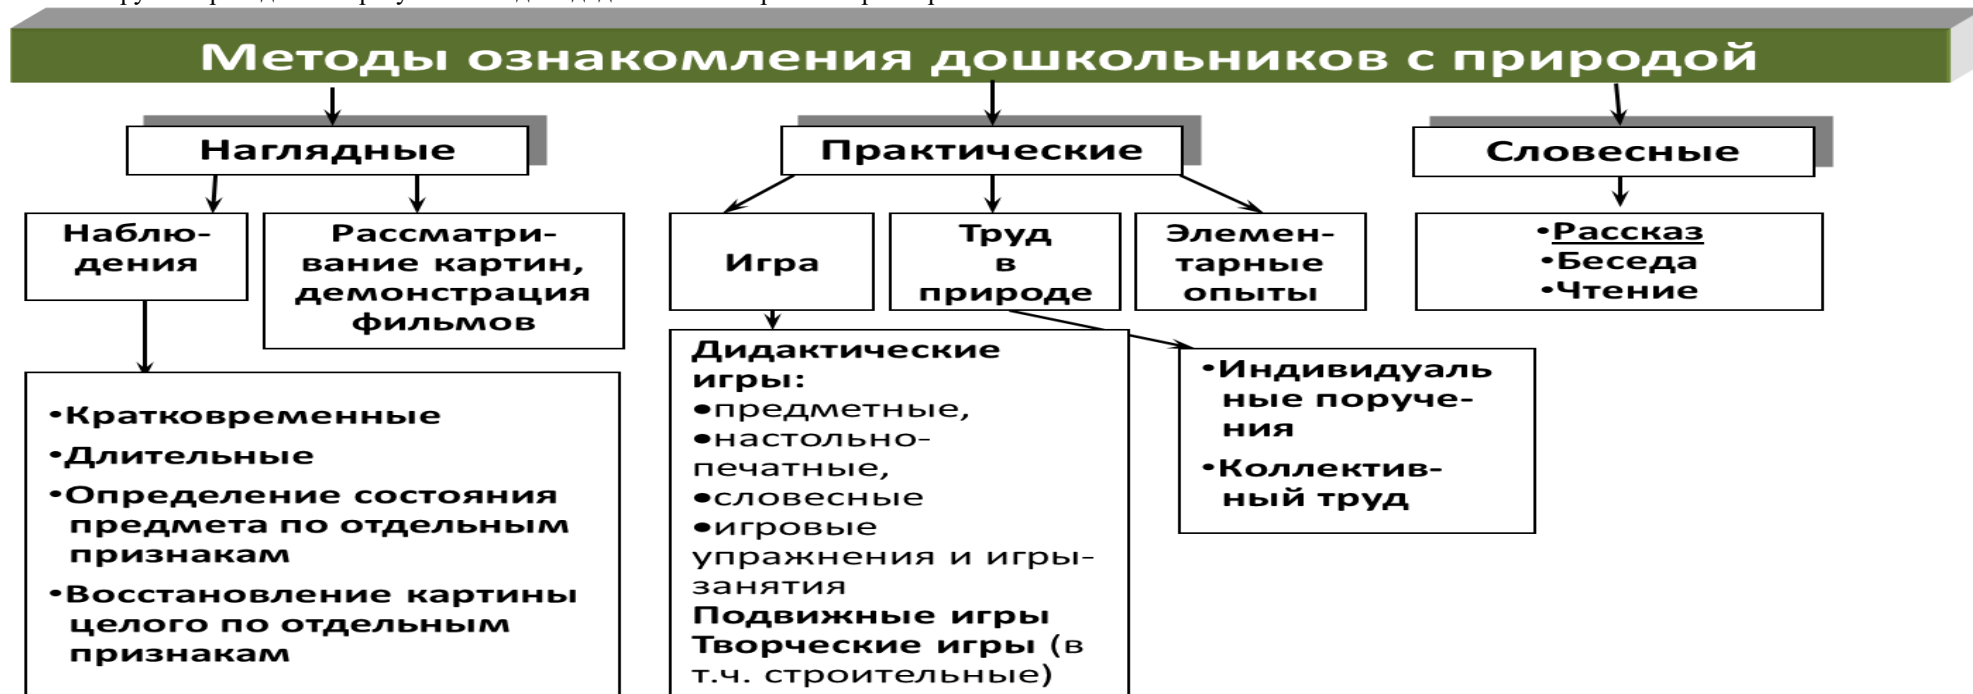 Методы ознакомления дошкольников с природой
Наглядные
Практические
Словесные
Наблю-
дения
Рассматри-
вание картин,
демонстрация
фильмов
Игра
Труд
в
природе
Элемен-
тарные
опыты
•Рассказ
•Беседа
•Чтение
•Кратковременные
•Длительные
•Определение состояния
предмета по отдельным
признакам
•Восстановление картины
целого по отдельным
признакам
Дидактические
игры:
•предметные,
•настольно-
печатные,
•словесные
•игровые
упражнения и игры-
занятия
Подвижные игры
Творческие игры (в
т.ч. строительные)
•Индивидуаль
ные поруче-
ния
•Коллектив-
ный труд